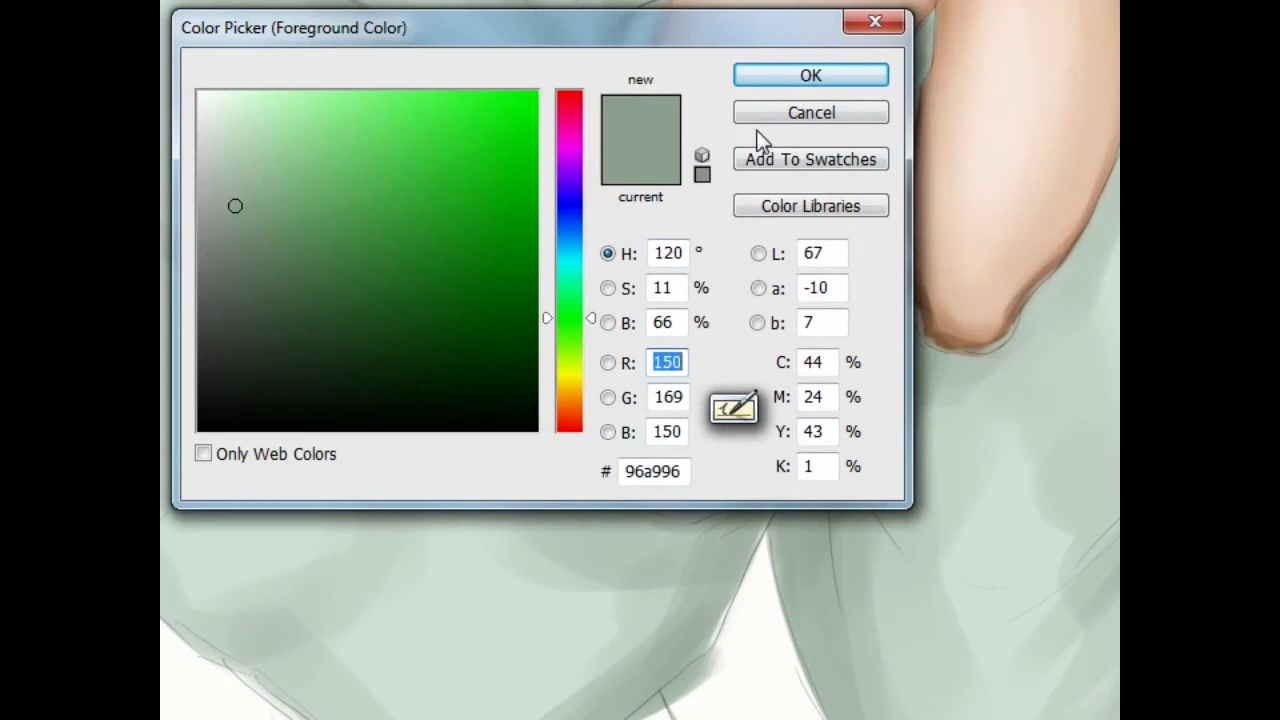 Color Picker (Foreground Color)
new
current
OK
Cancel
Add To Swatches
Color Libraries
H: 120 °
S: 11 %
B: 66 %
R: 150
G: 169
B: 150
# 96a996
L: 67
a: -10
b: 7
C: 44 %
M: 24 %
Y: 43 %
K: 1 %
Only Web Colors